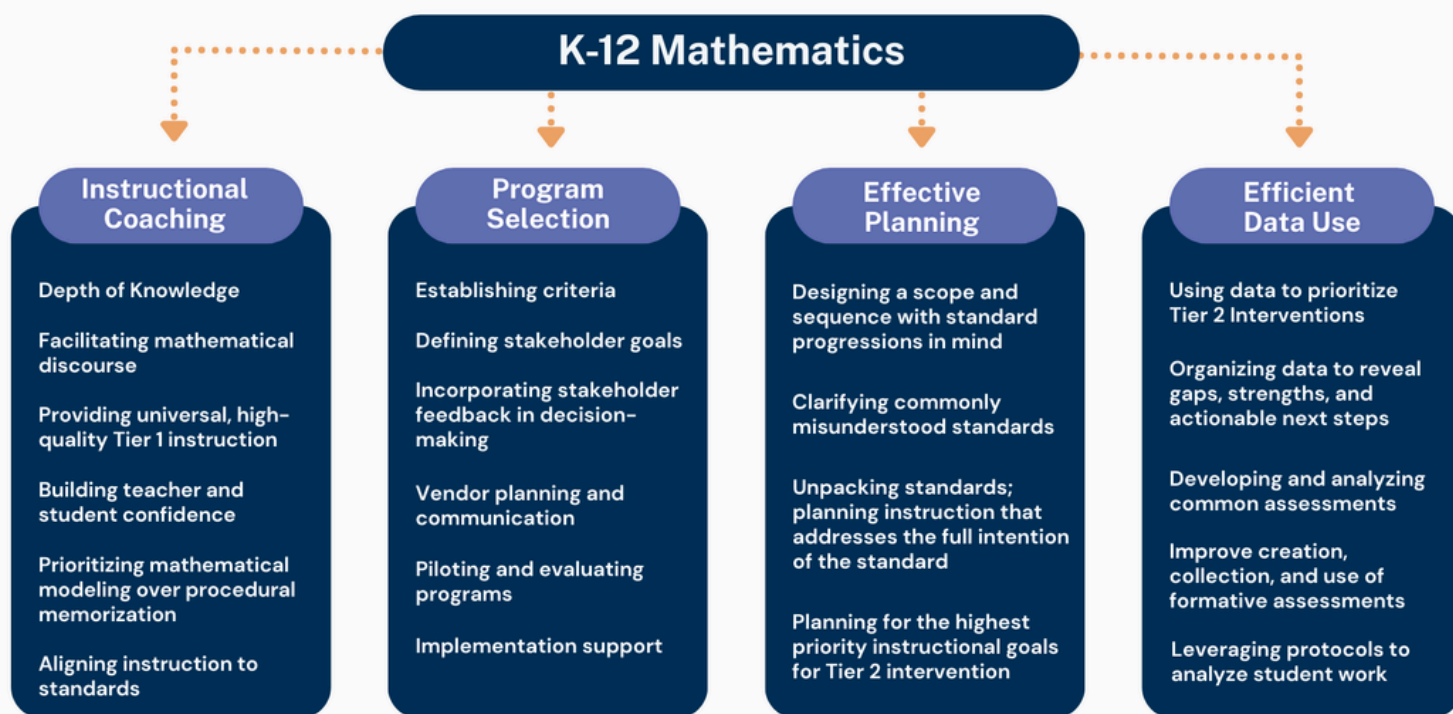 K-12 Mathematics
Instructional
Coaching
Depth of Knowledge
Facilitating mathematical
discourse
Providing universal, high-
quality Tier 1 instruction
Building teacher and
student confidence
Prioritizing mathematical
modeling over procedural
memorization
Aligning instruction to
standards
Program
Selection
Establishing criteria
Defining stakeholder goals
Incorporating stakeholder
feedback in decision-
making
Vendor planning and
communication
Piloting and evaluating
programs
Implementation support
Effective
Planning
Designing a scope and
sequence with standard
progressions in mind
Clarifying commonly
misunderstood standards
Unpacking standards;
planning instruction that
addresses the full intention
of the standard
Planning for the highest
priority instructional goals
for Tier 2 intervention
Efficient
Data Use
Using data to prioritize
Tier 2 Interventions
Organizing data to reveal
gaps, strengths, and
actionable next steps
Developing and analyzing
common assessments
Improve creation,
collection, and use of
formative assessments
Leveraging protocols to
analyze student work